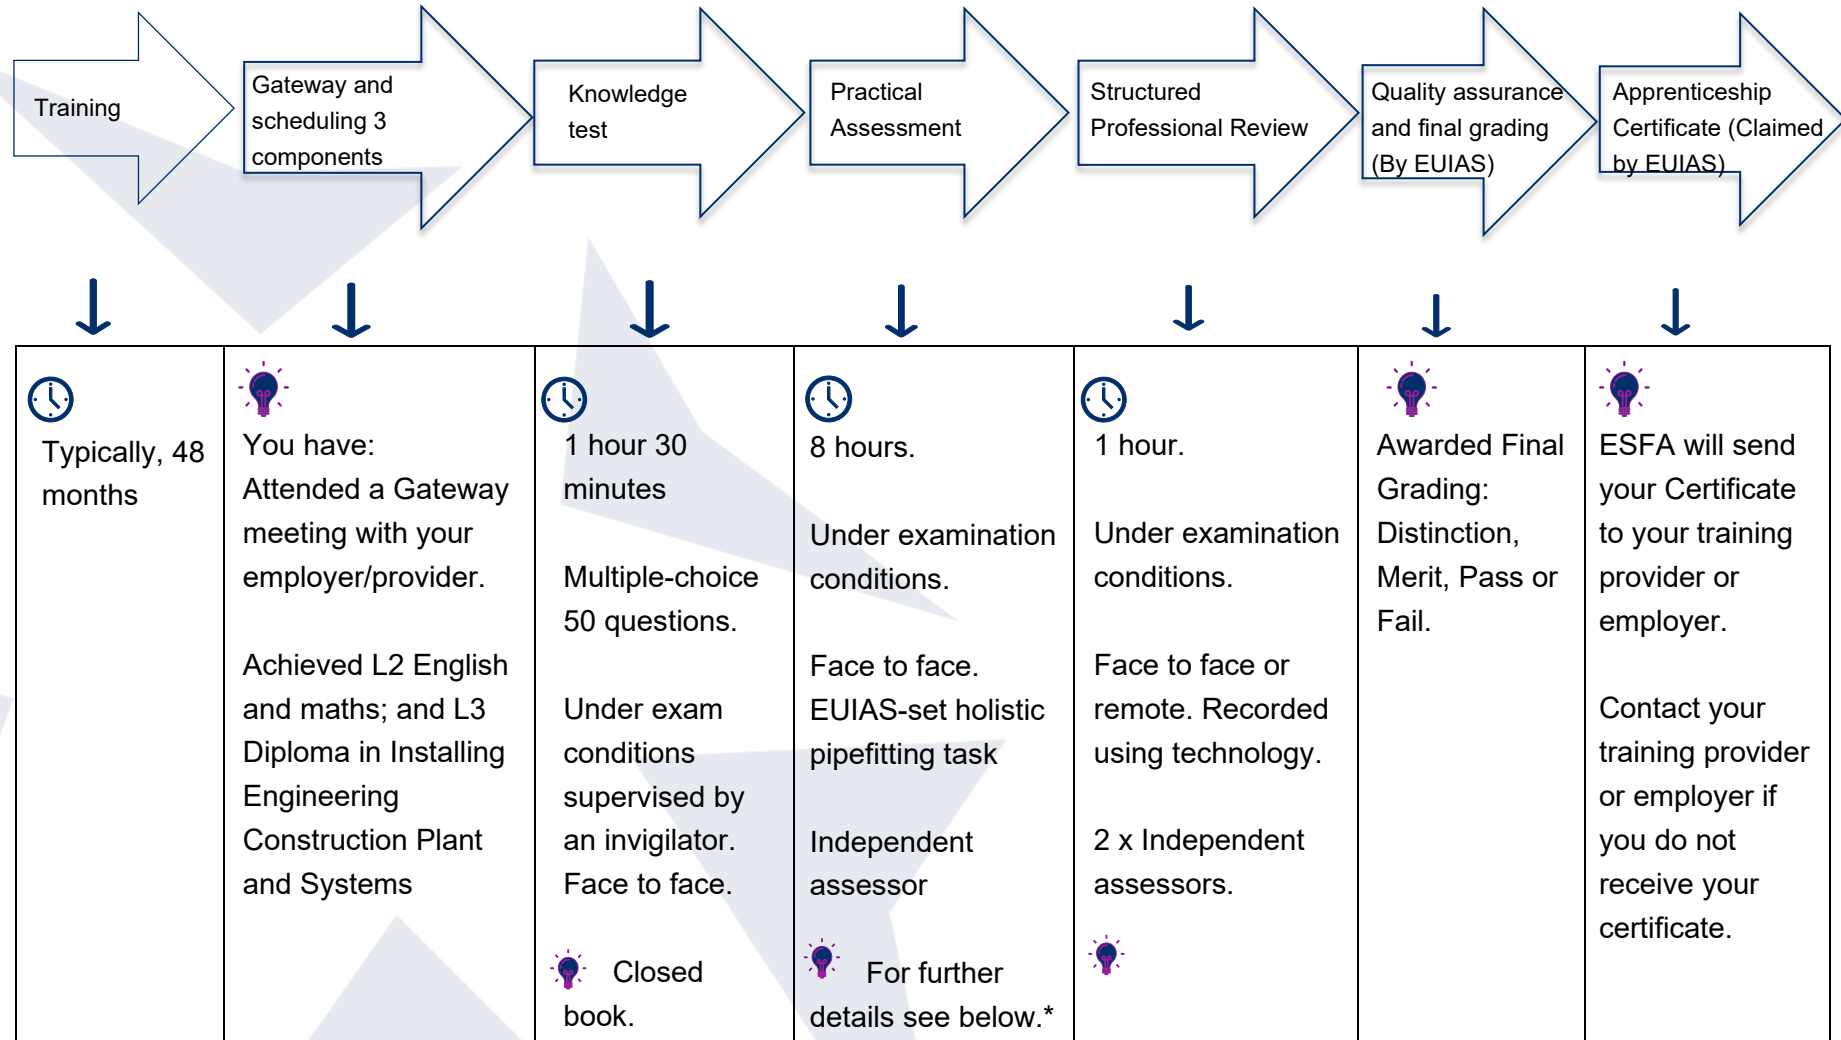 Training
Gateway and
scheduling 3
components
Knowledge
test
Practical
Assessment
Structured
Professional Review
Quality assurance
and final grading
(By EUIAS)
Apprenticeship
Certificate (Claimed
by EUIAS)
Typically, 48
months
You have:
Attended a Gateway
meeting with your
employer/provider.
Achieved L2 English
and maths; and L3
Diploma in Installing
Engineering
Construction Plant
and Systems
1 hour 30
minutes
Multiple-choice
50 questions.
Under exam
conditions
supervised by
an invigilator.
Face to face.
Closed
book.
8 hours.
Under examination
conditions.
Face to face.
EUIAS-set holistic
pipefitting task
Independent
assessor
For further
details see below.*
1 hour.
Under examination
conditions.
Face to face or
remote. Recorded
using technology.
2 x Independent
assessors.
Awarded Final
Grading:
Distinction,
Merit, Pass or
Fail.
ESFA will send
your Certificate
to your training
provider or
employer.
Contact your
training provider
or employer if
you do not
receive your
certificate.